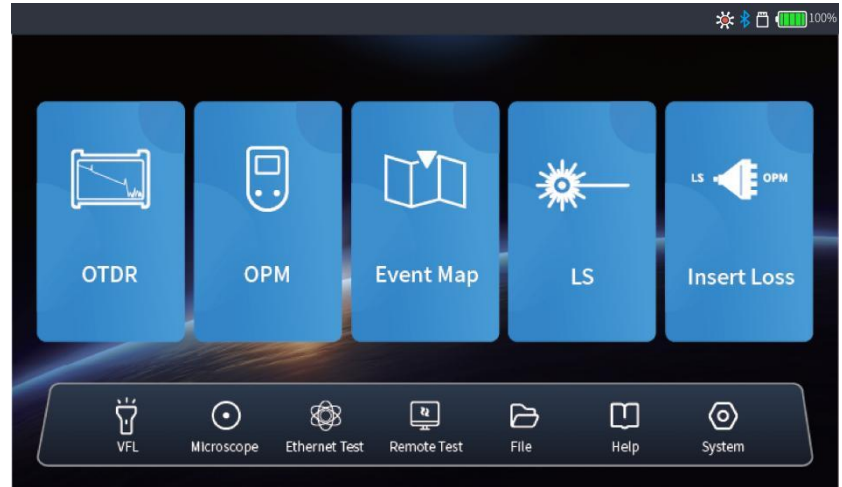 100%
LS OPM
OTDR OPM Event Map LS Insert Loss
VFL Microscope Ethernet Test Remote Test File Help System